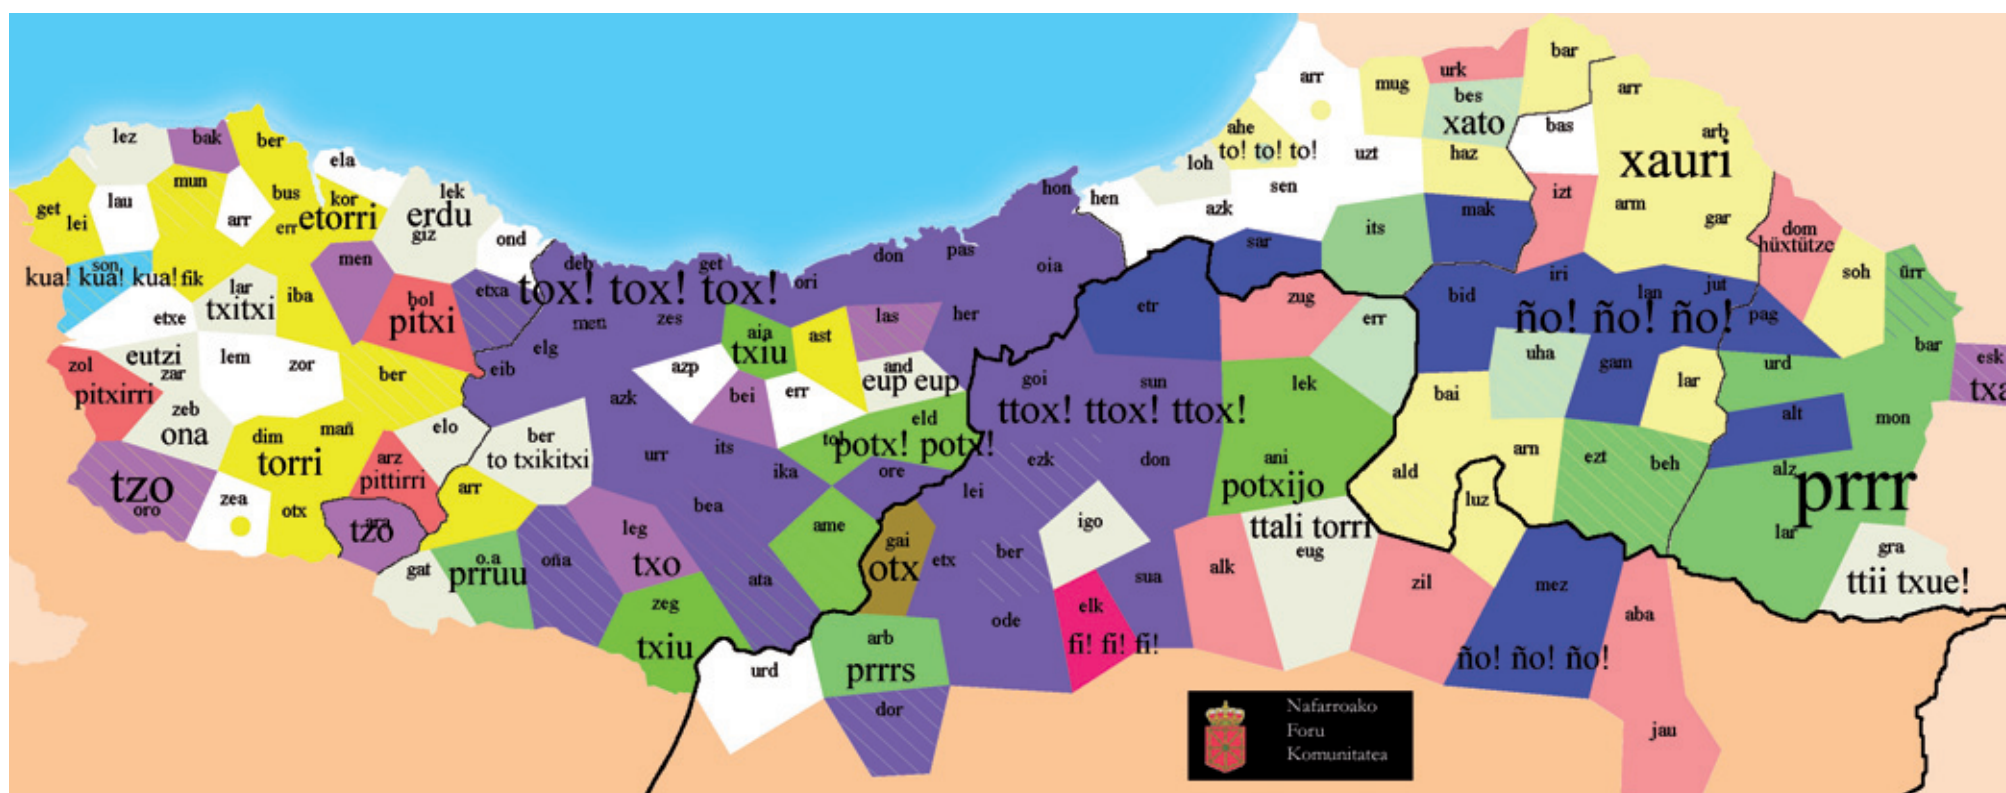 bar
urk
arr
mug
arr
bes
lez
bak
ber
xato
bas
arb
ahe
to! to! to!
ela
loh
uzt
haz
xauri
mun
get
lei
lau
arr
bus
err
kor
etorri
lek
erdu
giz
hon
hen
sen
azk
mak
izt
arm
gar
ond
its
dom
hüxtütze
sar
don
pas
son
kua! kua! kua!
fik
men
deb
get
ori
oia
iri
soh
ürr
lar
txitxi
iba
bol
pitxi
etxa
tox! tox! tox!
etr
zug
bid
lan
jut
etxe
men
zes
las
her
err
ño! ño! ño!
pag
eutzi
zar
lem
zor
elg
aia
txiu
ast
uha
bar
zol
pitxirri
ber
eib
azp
and
eup eup
goi
sun
lek
gam
lar
urd
esk
txa
zeb
ona
azk
bei
err
ttox! ttox! ttox!
bai
alt
mon
dim
torri
mañ
elo
ber
to txikitxi
eld
tol
potx! potx!
urr
its
ezk
don
arn
ezt
beh
arz
pittirri
ika
ore
ani
potxijo
ald
alz
prrr
tzo
oro
zea
otx
arr
lei
luz
ara
tzo
bea
ame
igo
ttali torri
eug
lar
gat
o.a
prruu
oña
leg
txo
gai
otx
etx
ber
gra
ttii txue!
ata
sua
alk
zil
mez
zeg
txiu
elk
fi! fi! fi!
ode
aba
arb
prrrs
ño! ño! ño!
urd
dor
jau
Nafarroako
Foru
Komunitatea